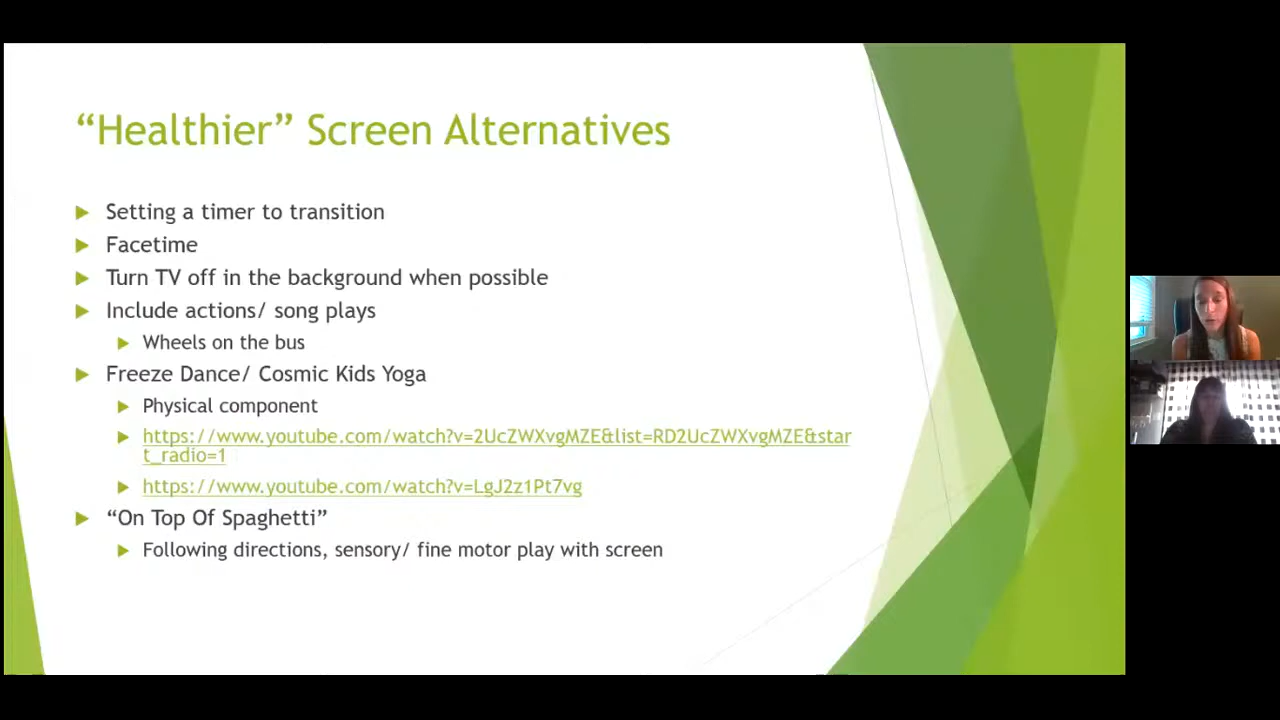 “Healthier” Screen Alternatives
Setting a timer to transition
Facetime
Turn TV off in the background when possible
Include actions/ song plays
Wheels on the bus
Freeze Dance/ Cosmic Kids Yoga
Physical component
https://www.youtube.com/watch?v=2UcZWXvgMZE&list=RD2UcZWXvgMZE&star
t_radio=1
https://www.youtube.com/watch?v=LgJ2z1Pt7vg
“On Top Of Spaghetti”
Following directions, sensory/ fine motor play with screen